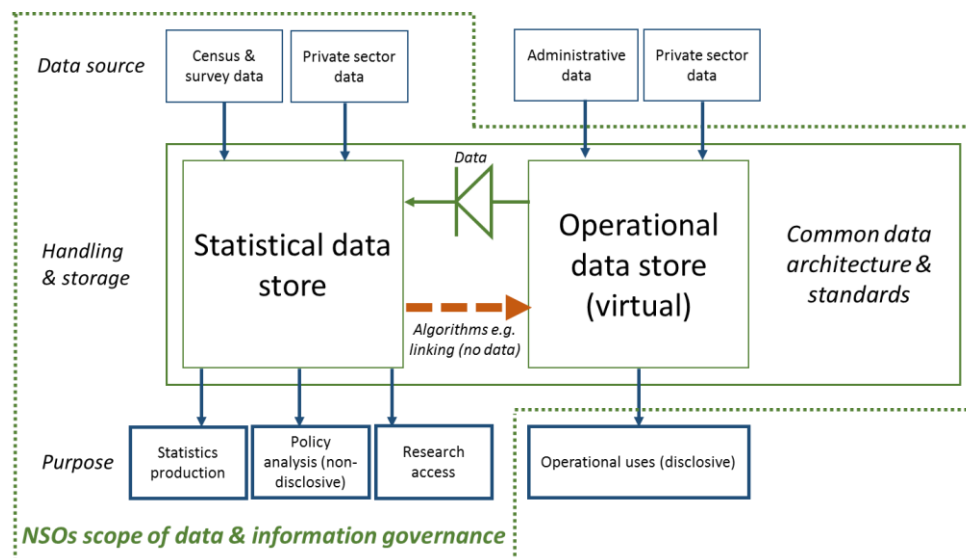 Data source
Census &
survey data
Private sector
data
Administrative
data
Private sector
data
Handling
& storage
Statistical data
store
Data
Algorithms e.g.
linking (no data)
Operational
data store
(virtual)
Common data
architecture &
standards
Purpose
Statistics
production
Policy
analysis (non-
disclosive)
Research
access
Operational uses (disclosive)
NSOs scope of data & information governance